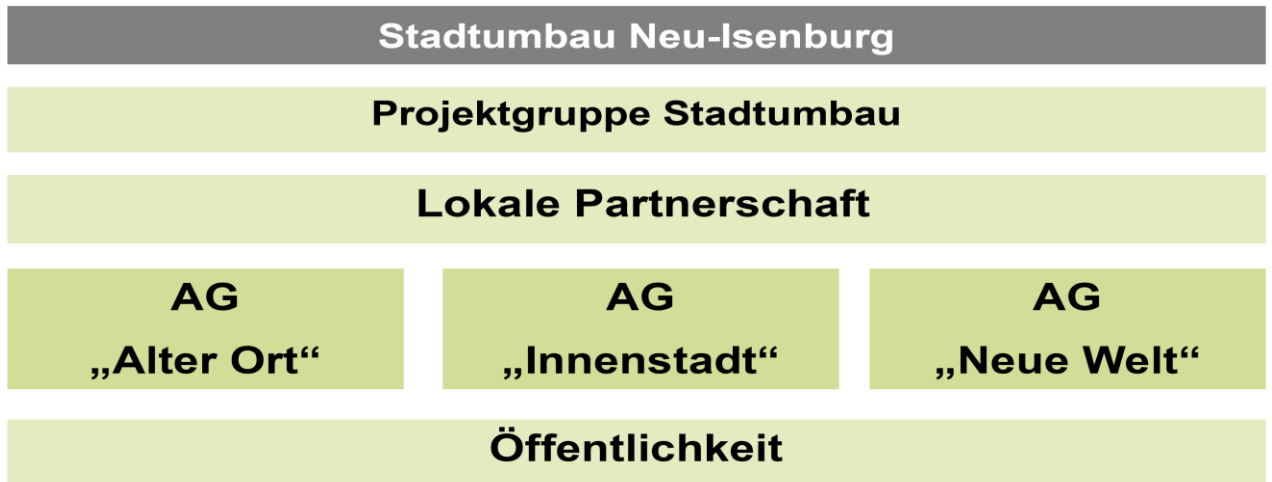 Stadtumbau Neu-Isenburg
Projektgruppe Stadtumbau
Lokale Partnerschaft
AG
„Alter Ort“
AG
„Innenstadt“
AG
„Neue Welt“
Öffentlichkeit